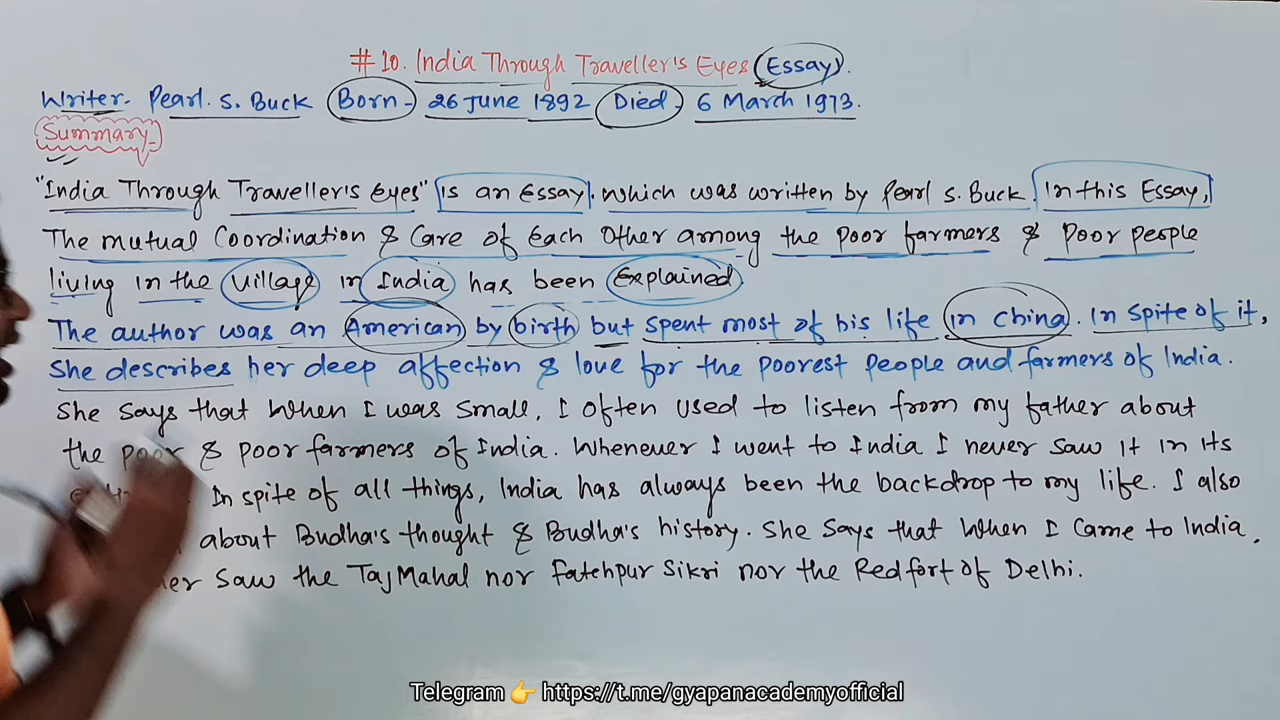 # 10. India Through Traveller's Eyes (Essay).
Writer. Pearl. S. Buck Born - 26 June 1892 Died - 6 March 1973.
Summary.
"India Through Traveller's Eyes" is an Essay. which was written by Pearl S. Buck. In this Essay,
The mutual Coordination & Care of Each Other among the poor farmers & Poor people
living in the village in India has been Explained.
The author was an American by birth but spent most of his life in china. In spite of it,
She describes her deep affection & love for the poorest people and farmers of India.
She says that when I was small, I often used to listen from my father about
the poor & poor farmers of India. Whenever I went to India I never saw it in its
In spite of all things, India has always been the backdrop to my life. I also
about Budha's thought & Budha's history. She says that when I came to India,
saw the Taj Mahal nor Fatehpur Sikri nor the Red fort of Delhi.
Telegram 👉 https://t.me/gyapanacademyofficial